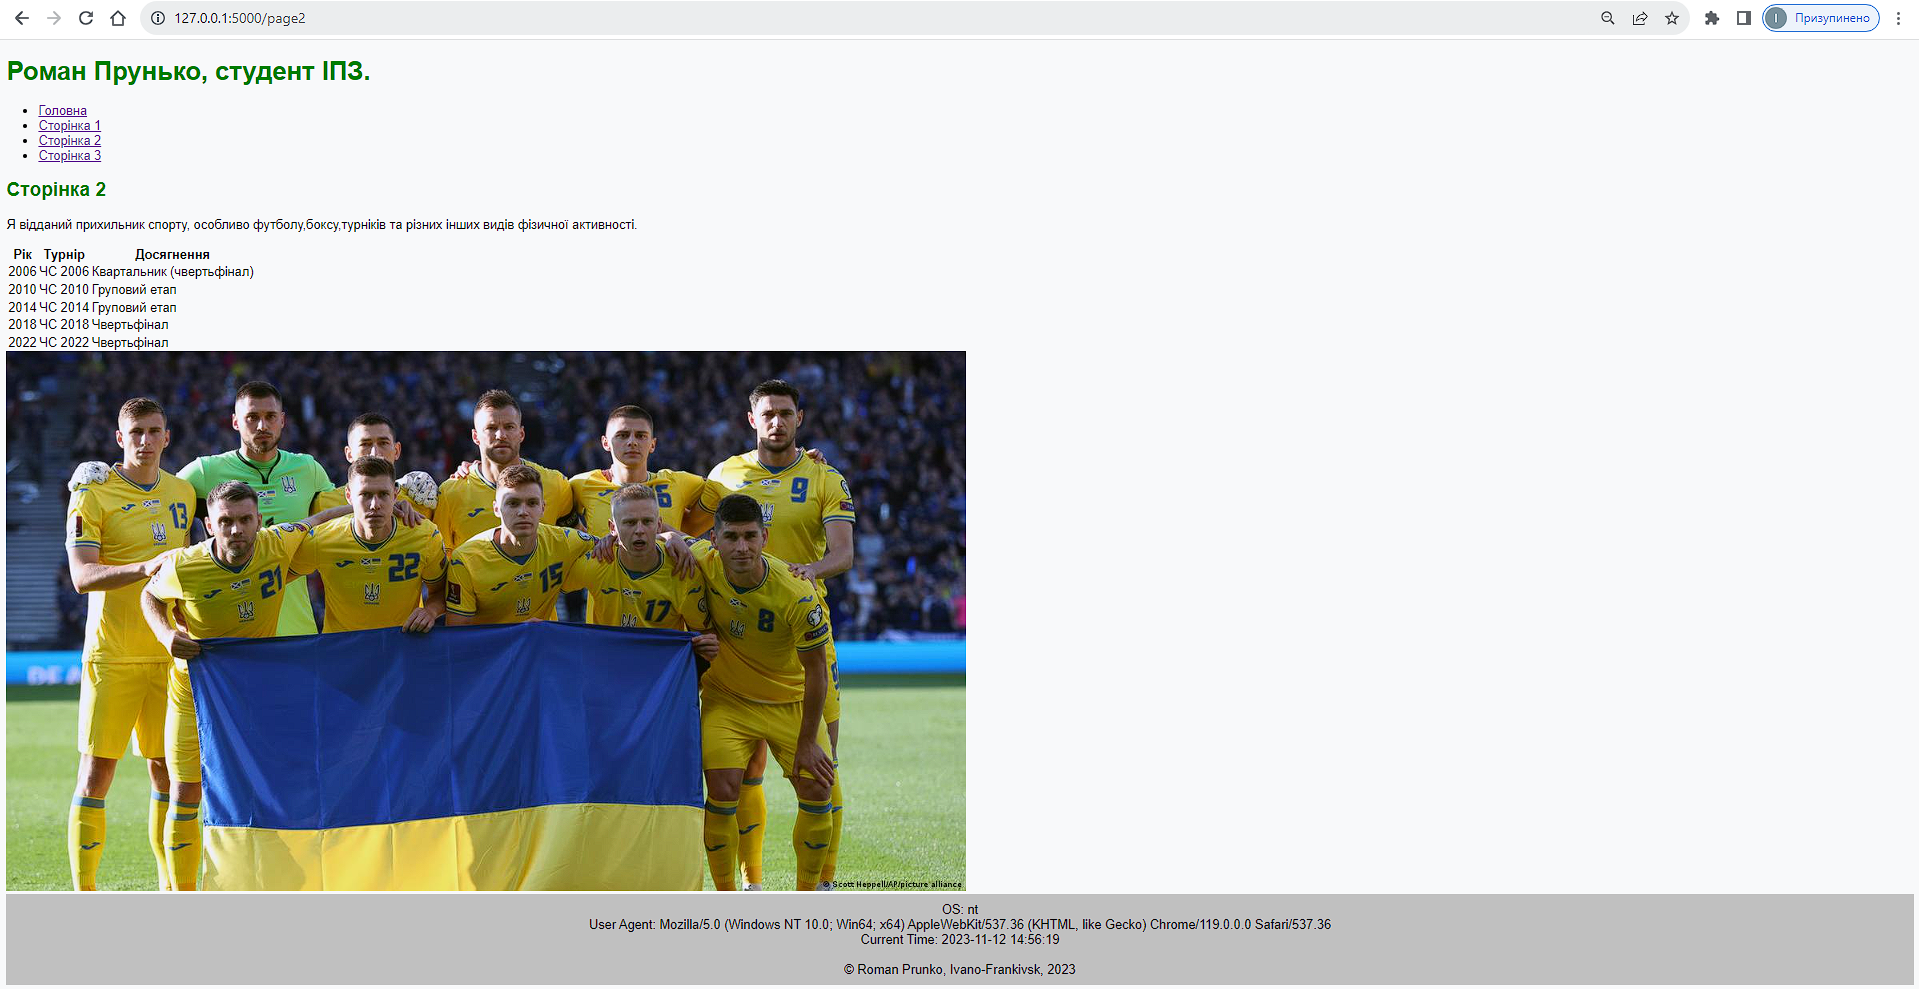 127.0.0.1:5000/page2
I
Призупинено
Роман Прунько, студент ІПЗ.
Головна
Сторінка 1
Сторінка 2
Сторінка 3
Сторінка 2
Я відданий прихильник спорту, особливо футболу,боксу,турніків та різних інших видів фізичної активності.
Рік Турнір Досягнення
2006 ЧС 2006 Квартальник (чвертьфінал)
2010 ЧС 2010 Груповий етап
2014 ЧС 2014 Груповий етап
2018 ЧС 2018 Чвертьфінал
2022 ЧС 2022 Чвертьфінал
9
6
13
22
15
21
17
8
© Scott Heppell/AP/picture alliance
OS: nt
User Agent: Mozilla/5.0 (Windows NT 10.0; Win64; x64) AppleWebKit/537.36 (KHTML, like Gecko) Chrome/119.0.0.0 Safari/537.36
Current Time: 2023-11-12 14:56:19
© Roman Prunko, Ivano-Frankivsk, 2023